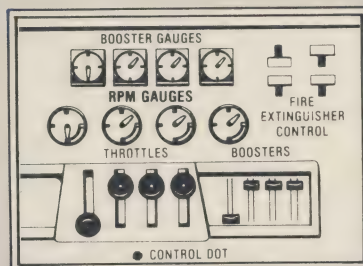 BOOSTER GAUGES
RPM GAUGES
FIRE
EXTINGUISHER
CONTROL
THROTTLES
BOOSTERS
CONTROL DOT